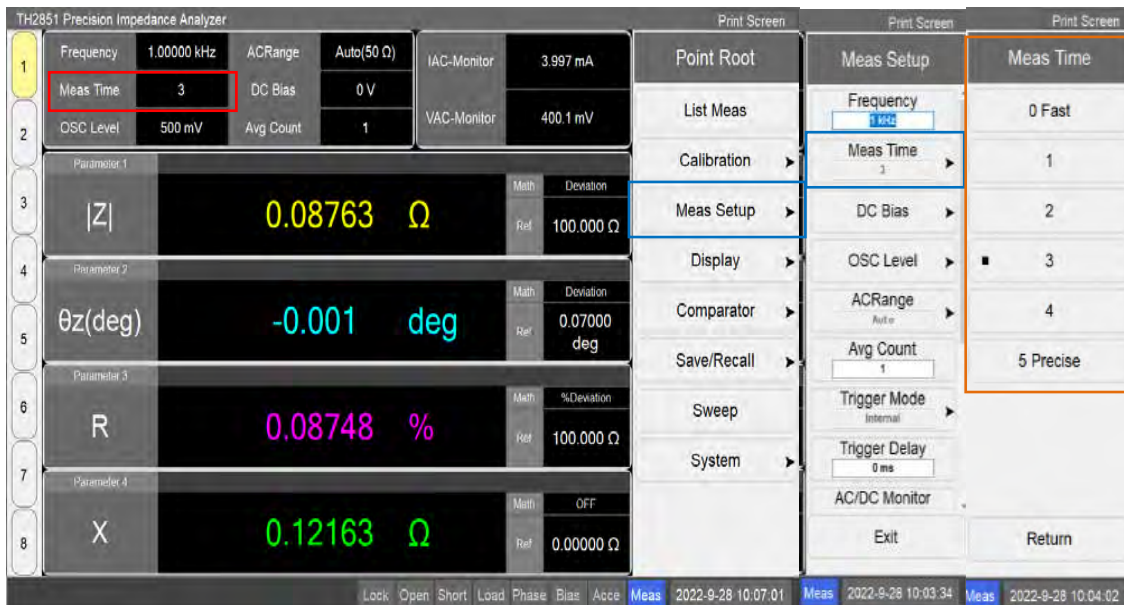 TH2851 Precision Impedance Analyzer
Print Screen
Print Screen
Print Screen
1
2
3
4
5
6
7
8
Frequency 1.00000 kHz ACRange Auto(50 Ω)
Meas Time 3 DC Bias 0 V
OSC Level 500 mV Avg Count 1
IAC-Monitor 3.997 mA
VAC-Monitor 400.1 mV
Parameter 1
|Z| 0.08763 Ω
Math Deviation
Ref 100.000 Ω
Parameter 2
θz(deg) -0.001 deg
Math Deviation
Ref 0.07000
deg
Parameter 3
R 0.08748 %
Math %Deviation
Ref 100.000 Ω
Parameter 4
X 0.12163 Ω
Math OFF
Ref 0.00000 Ω
Point Root
List Meas
Calibration
Meas Setup
Display
Comparator
Save/Recall
Sweep
System
Meas Setup
Frequency
1 kHz
Meas Time
3
DC Bias
OSC Level
ACRange
Auto
Avg Count
1
Trigger Mode
Internal
Trigger Delay
0 ms
AC/DC Monitor
Exit
Meas Time
0 Fast
1
2
3
4
5 Precise
Return
Lock Open Short Load Phase Bias Acce Meas 2022-9-28 10:07:01
Meas 2022-9-28 10:03:34
Meas 2022-9-28 10:04:02